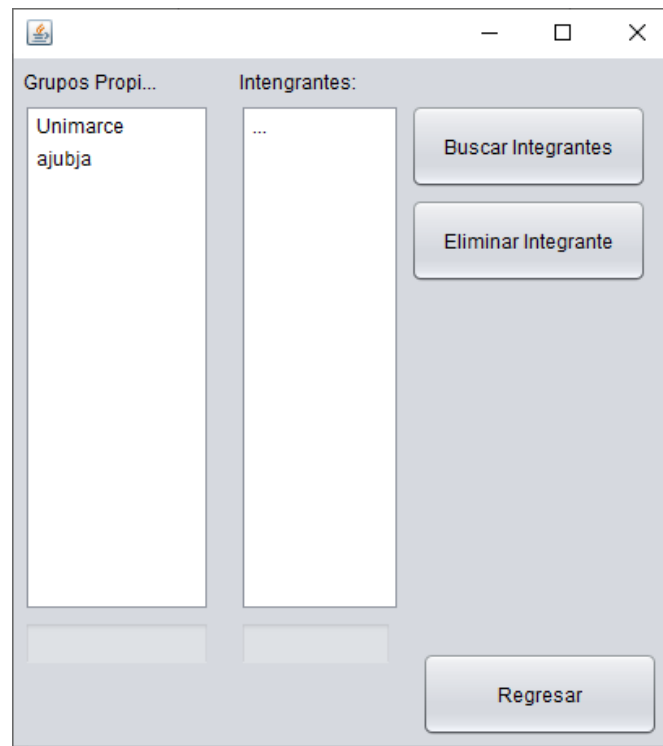 Grupos Propi...
Intengrantes:
Unimarce
ajubja
...
Buscar Integrantes
Eliminar Integrante
Regresar